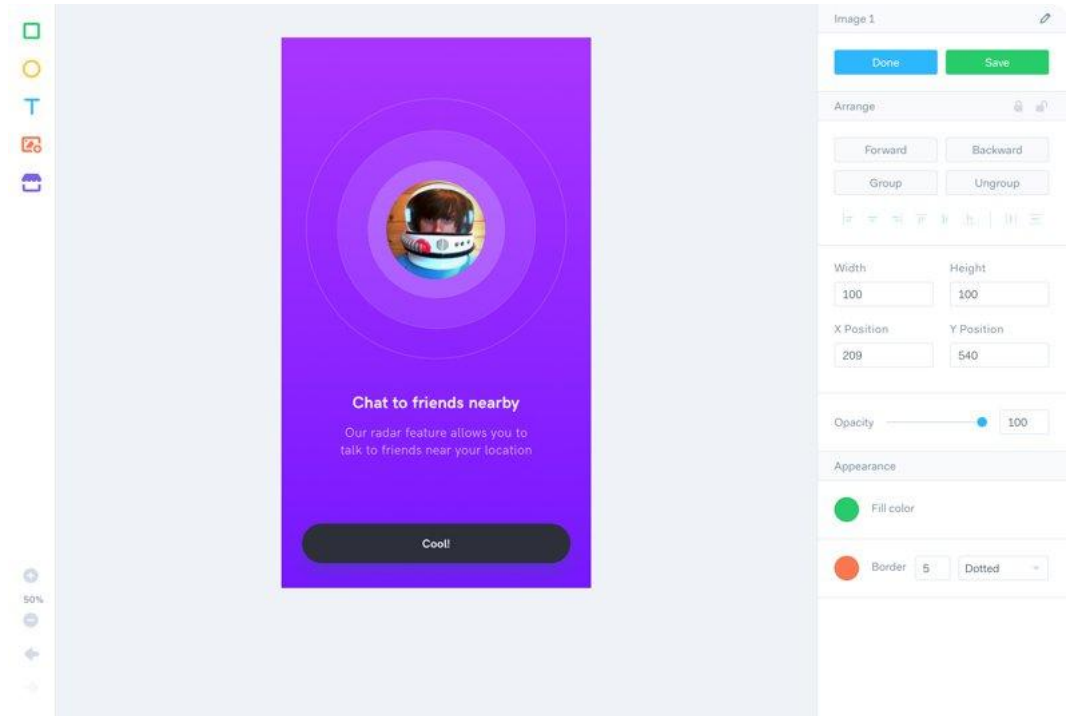 T
50%
Chat to friends nearby
Our radar feature allows you to
talk to friends near your location
Cool!
Image 1
Done Save
Arrange
Forward Backward
Group Ungroup
Width Height
100 100
X Position Y Position
209 540
Opacity 100
Appearance
Fill color
Border 5 Dotted